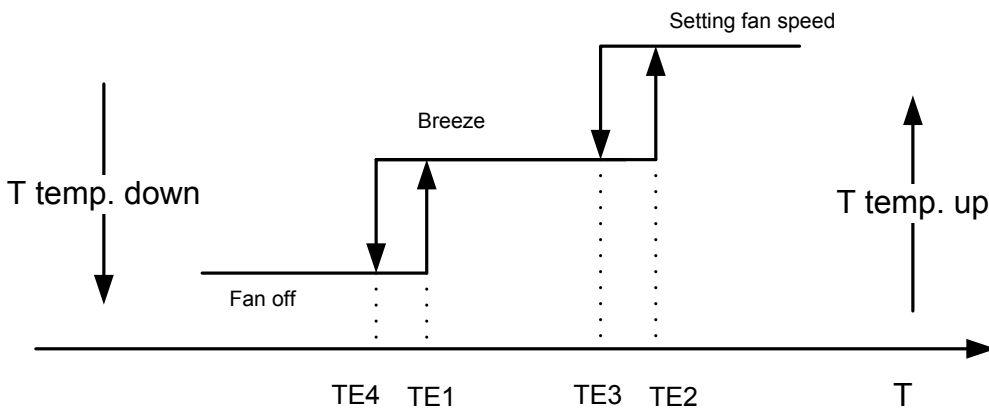 Setting fan speed
Breeze
T temp. down
T temp. up
Fan off
TE4 TE1 TE3 TE2 T